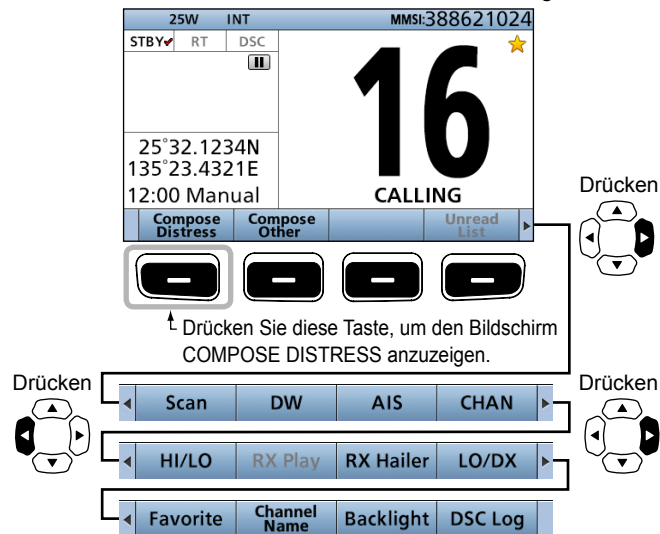 25W INT MMSI:388621024
STBY RT DSC
25°32.1234N
135°23.4321E
12:00 Manual
16
CALLING
Compose Distress
Compose Other
Unread List
Drücken
Drücken Sie diese Taste, um den Bildschirm
COMPOSE DISTRESS anzuzeigen.
Drücken
Drücken
Scan DW AIS CHAN
HI/LO RX Play RX Hailer LO/DX
Favorite Channel Name Backlight DSC Log